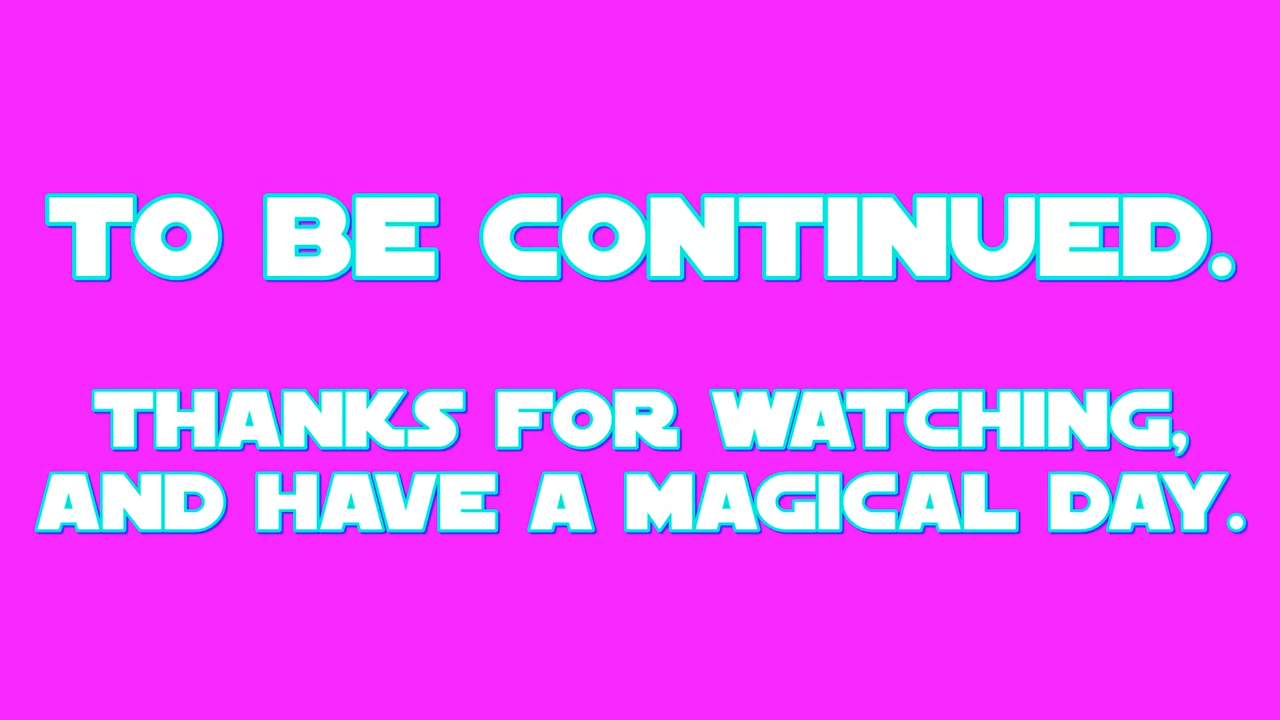 TO BE CONTINUED.
THANKS FOR WATCHING,
AND HAVE A MAGICAL DAY.